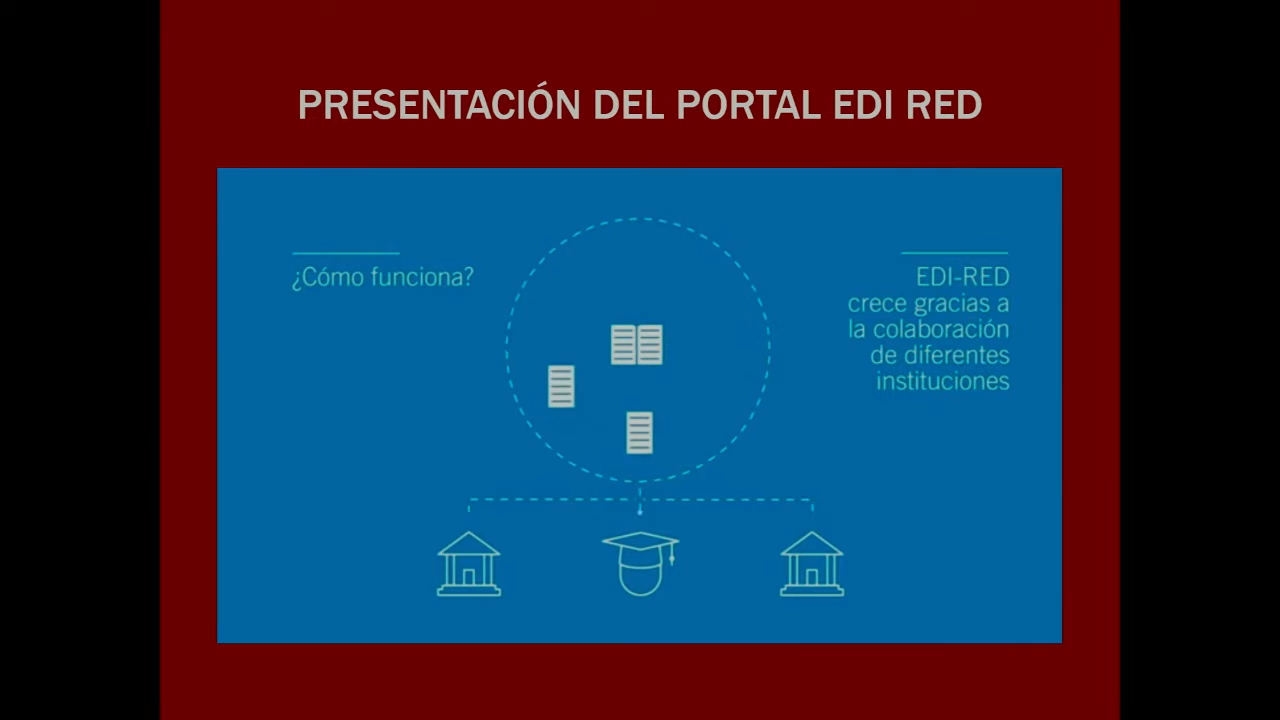 PRESENTACIÓN DEL PORTAL EDI RED
¿Cómo funciona?
EDI-RED
crece gracias a
la colaboración
de diferentes
instituciones